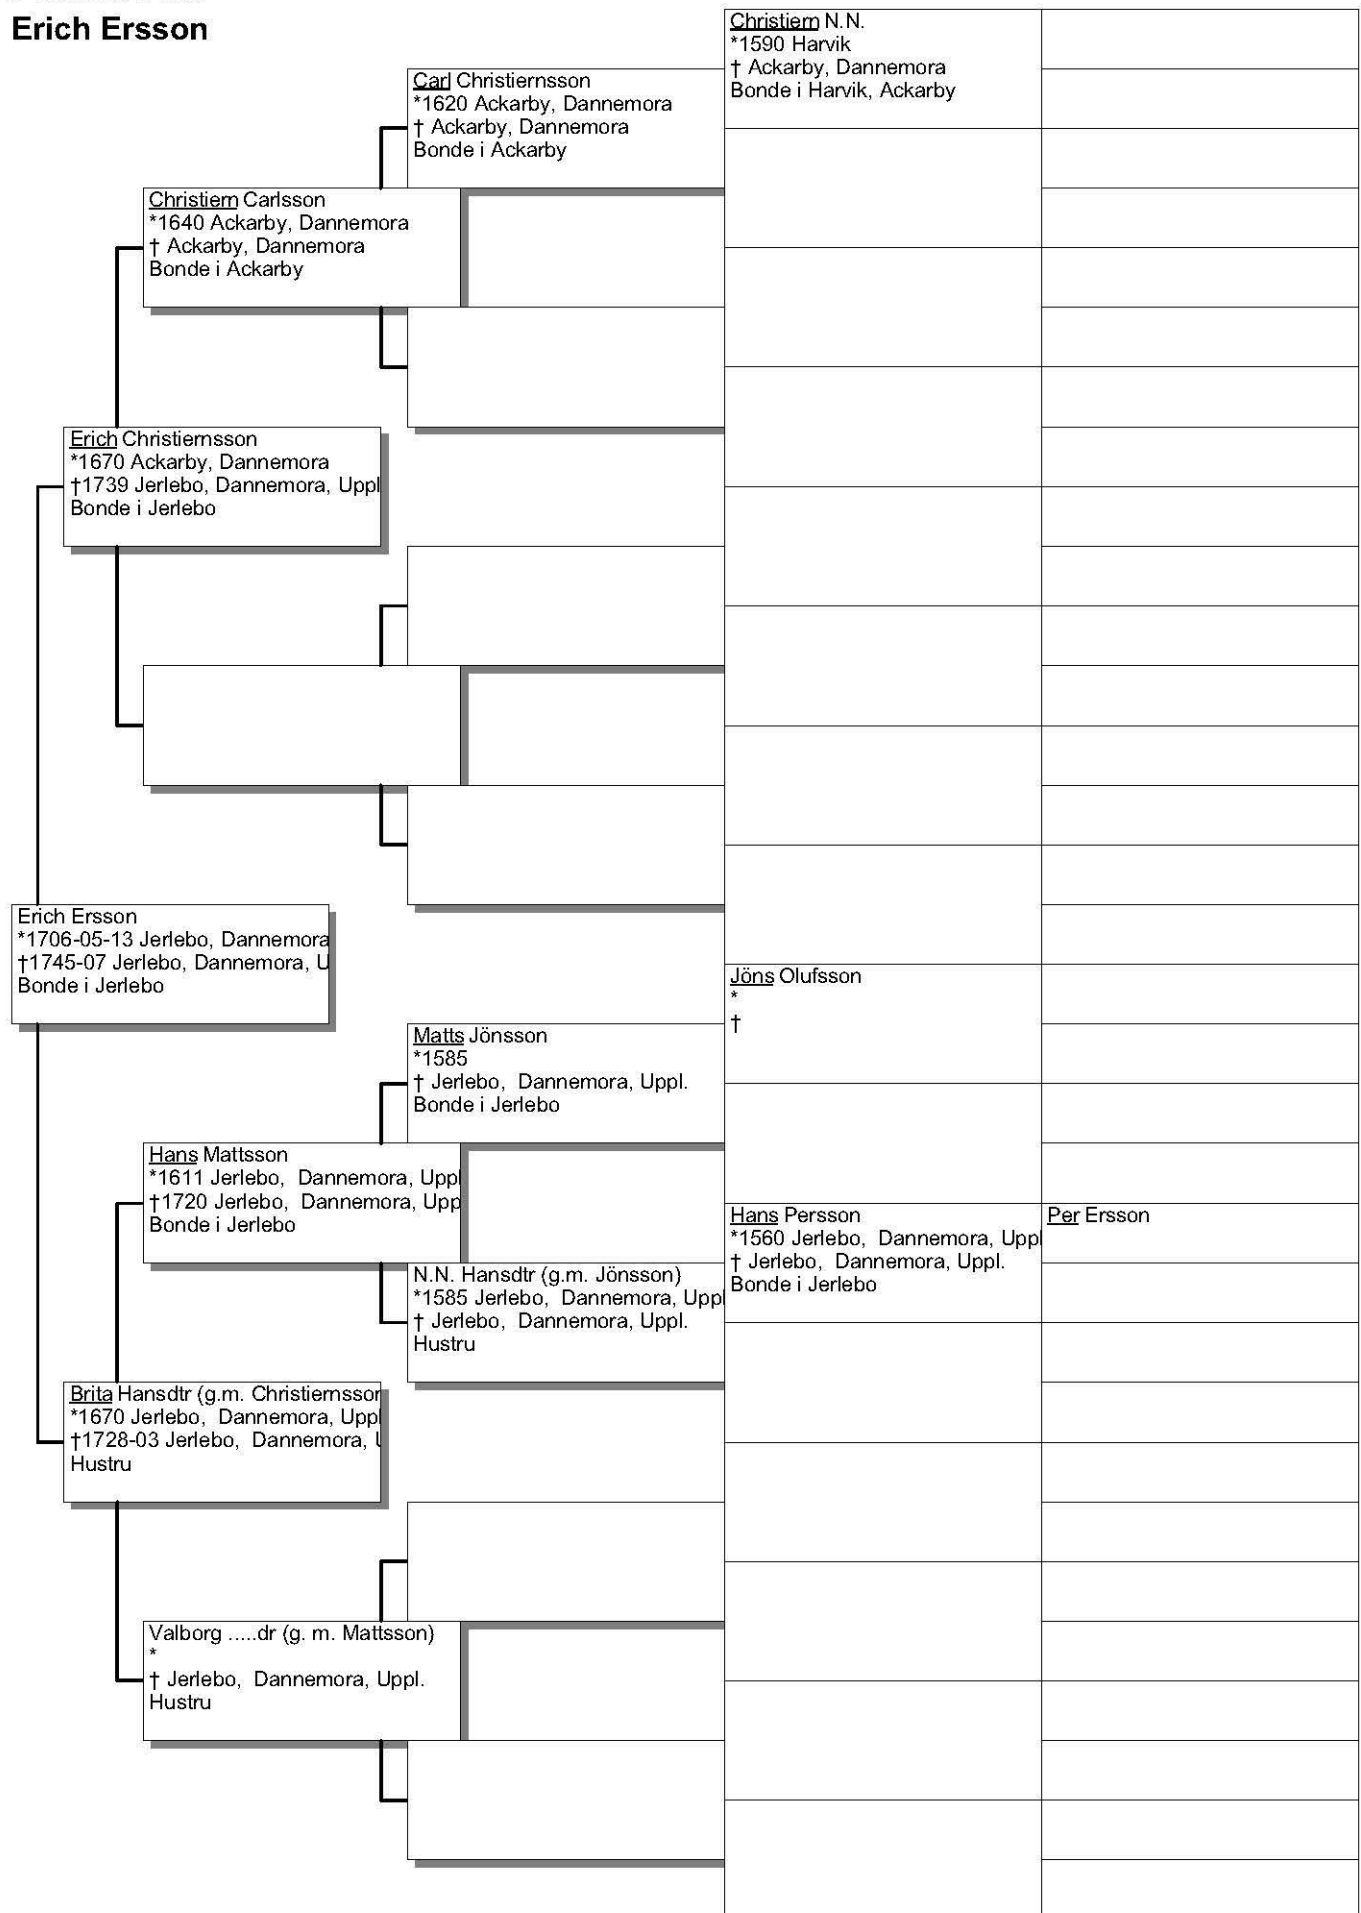 Erich Ersson
Christiern N.N.
*1590 Harvik
† Ackarby, Dannemora
Bonde i Harvik, Ackarby
Carl Christiernsson
*1620 Ackarby, Dannemora
† Ackarby, Dannemora
Bonde i Ackarby
Christiern Carlsson
*1640 Ackarby, Dannemora
† Ackarby, Dannemora
Bonde i Ackarby
Erich Christiernsson
*1670 Ackarby, Dannemora
†1739 Jerlebo, Dannemora, Uppl
Bonde i Jerlebo
Erich Ersson
*1706-05-13 Jerlebo, Dannemora
†1745-07 Jerlebo, Dannemora, U
Bonde i Jerlebo
Jöns Olufsson
*
†
Matts Jönsson
*1585
† Jerlebo, Dannemora, Uppl.
Bonde i Jerlebo
Hans Mattsson
*1611 Jerlebo, Dannemora, Uppl
†1720 Jerlebo, Dannemora, Upp
Bonde i Jerlebo
Hans Persson
*1560 Jerlebo, Dannemora, Uppl
† Jerlebo, Dannemora, Uppl.
Bonde i Jerlebo
Per Ersson
N.N. Hansdtr (g.m. Jönsson)
*1585 Jerlebo, Dannemora, Uppl
† Jerlebo, Dannemora, Uppl.
Hustru
Brita Hansdtr (g.m. Christiernsson
*1670 Jerlebo, Dannemora, Uppl
†1728-03 Jerlebo, Dannemora, U
Hustru
Valborg .....dr (g. m. Mattsson)
*
† Jerlebo, Dannemora, Uppl.
Hustru